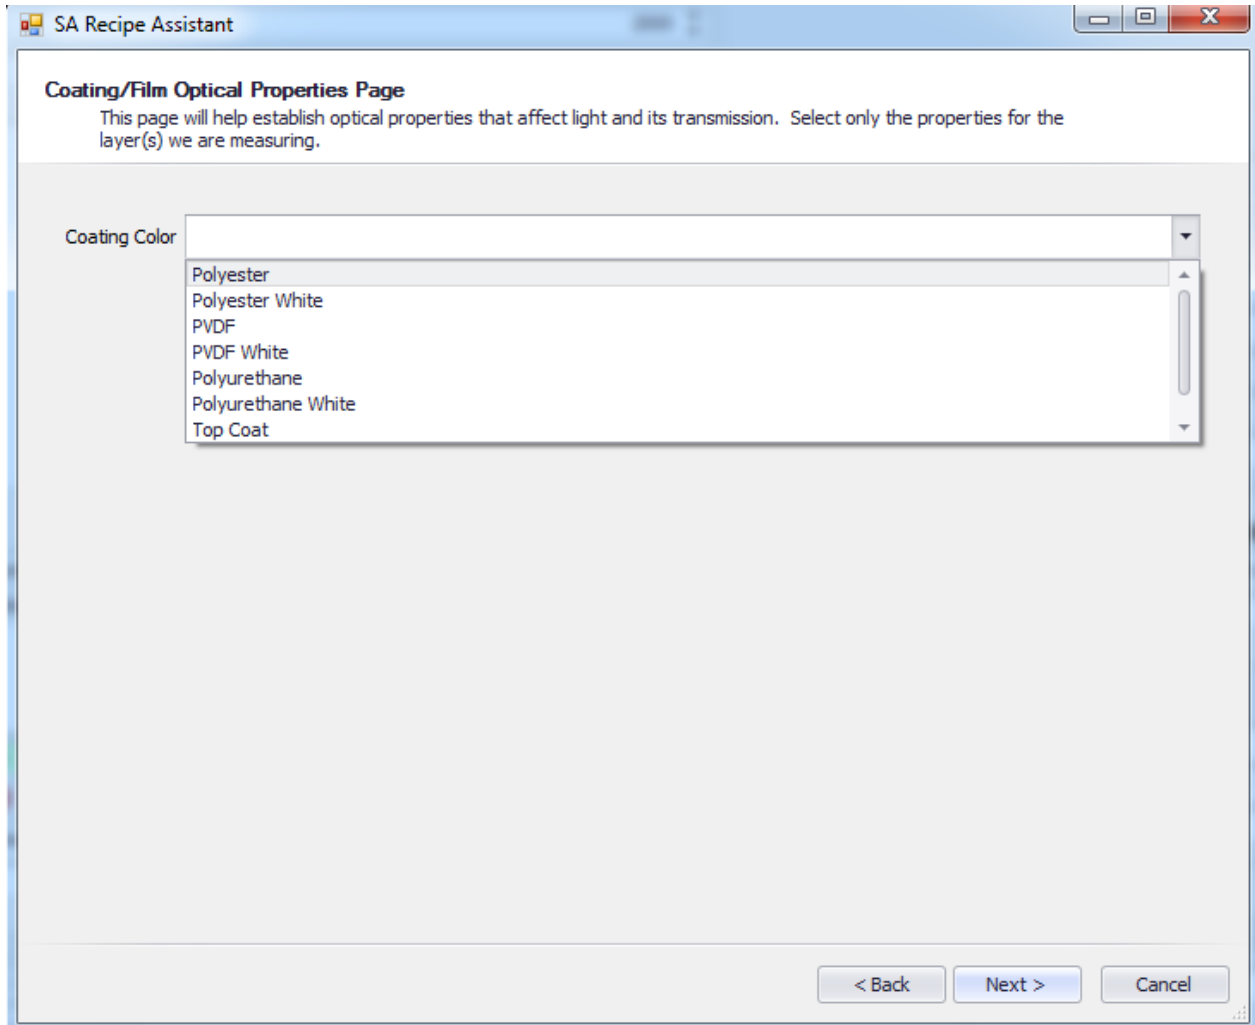 SA Recipe Assistant
Coating/Film Optical Properties Page
This page will help establish optical properties that affect light and its transmission.  Select only the properties for the
layer(s) we are measuring.
Coating Color
Polyester
Polyester White
PVDF
PVDF White
Polyurethane
Polyurethane White
Top Coat
< Back Next > Cancel